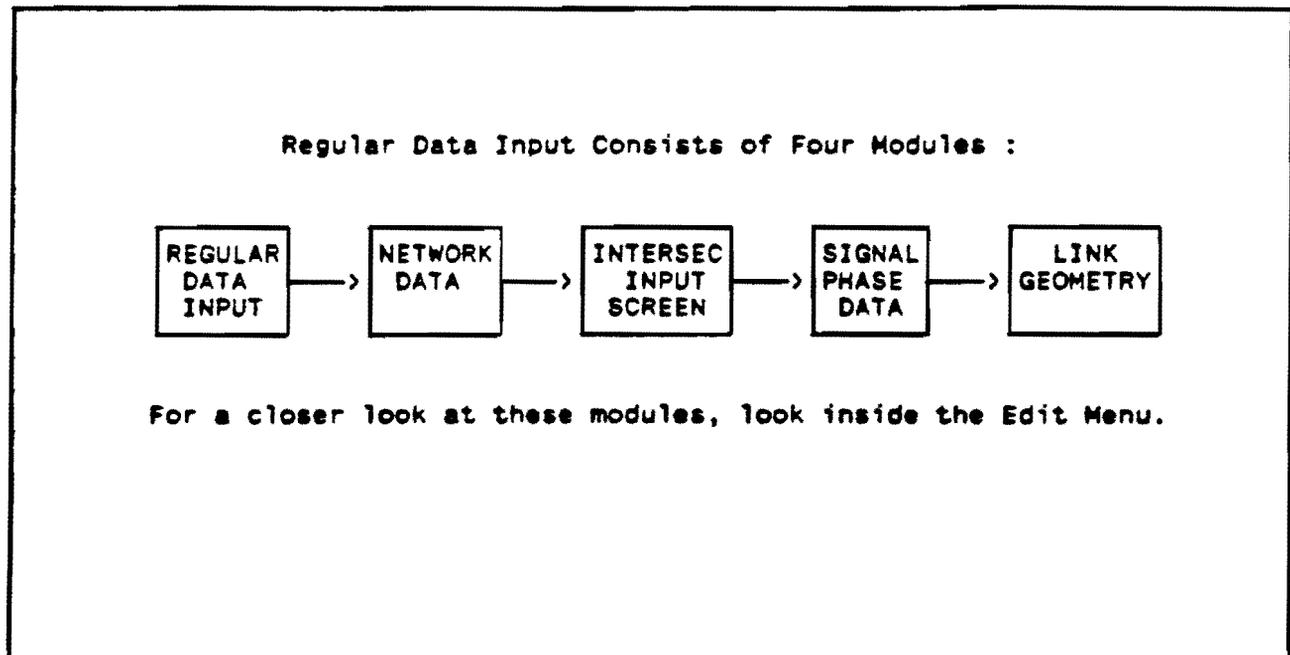 Regular Data Input Consists of Four Modules :
REGULAR
DATA
INPUT
NETWORK
DATA
INTERSEC
INPUT
SCREEN
SIGNAL
PHASE
DATA
LINK
GEOMETRY
For a closer look at these modules, look inside the Edit Menu.